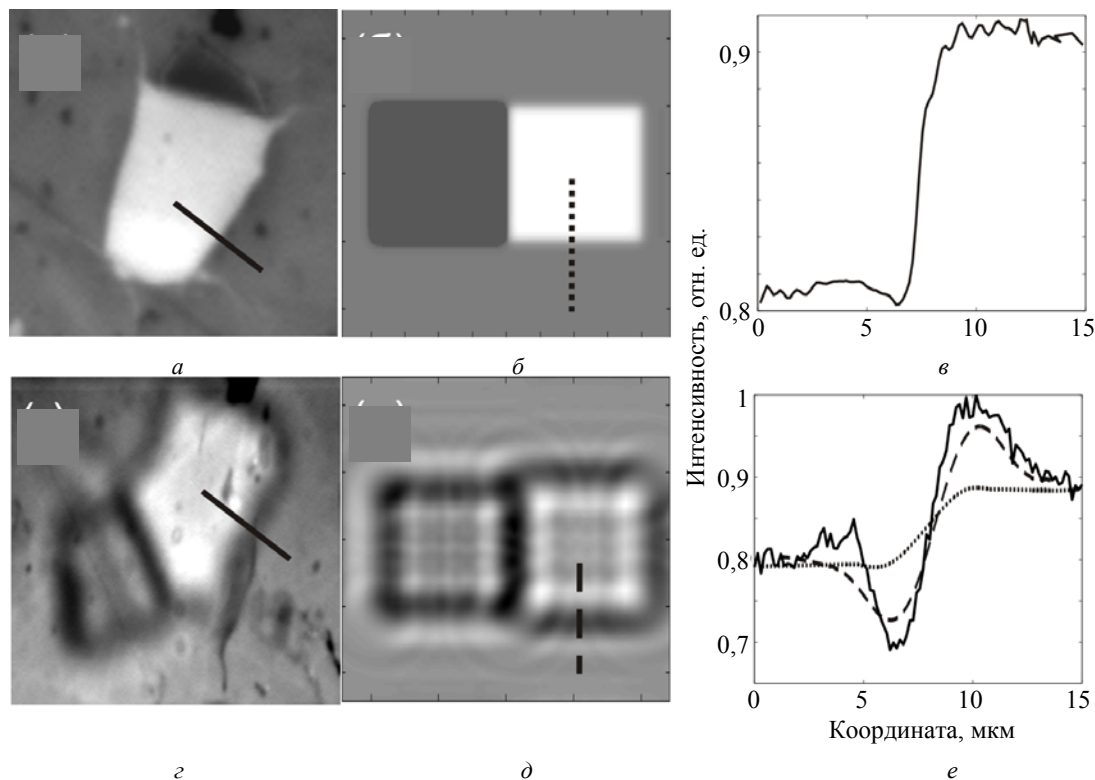 0,9
0,8
0 5 10 15
а б в
Интенсивность, отн. ед.
1
0,9
0,8
0,7
0 5 10 15
Координата, мкм
г д е